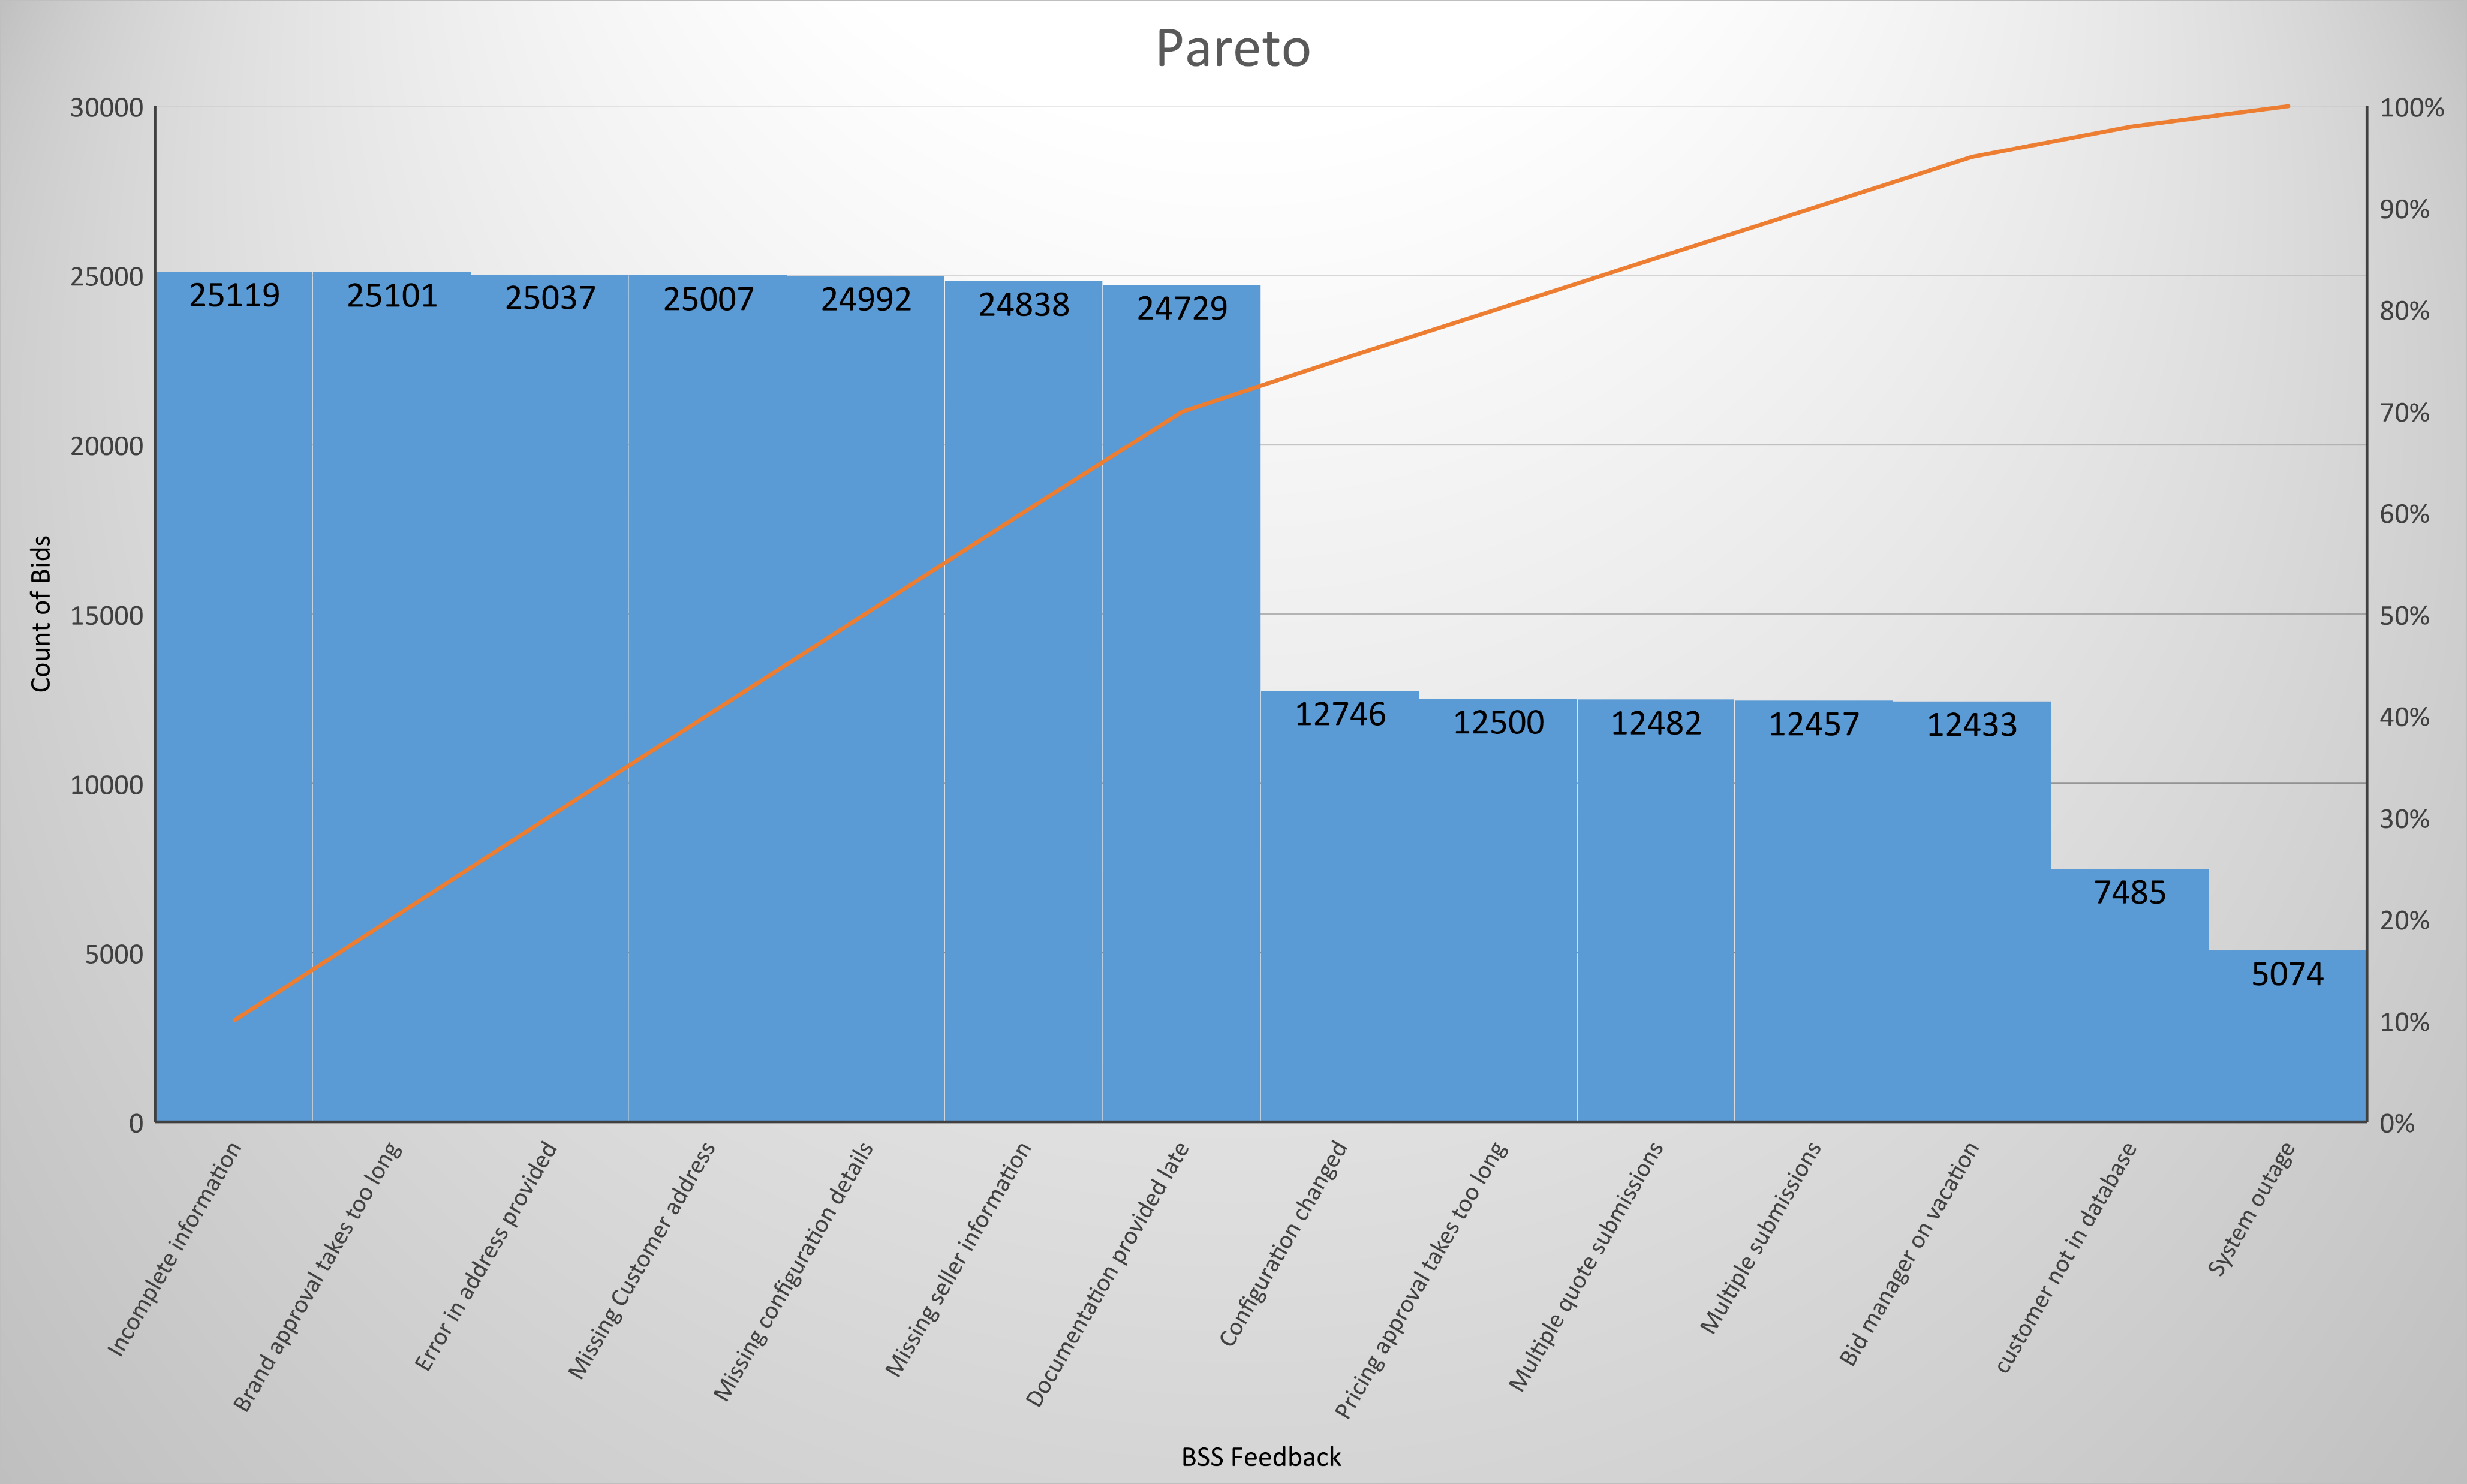 Pareto
30000
25000
20000
15000
10000
5000
0
Count of Bids
100%
90%
80%
70%
60%
50%
40%
30%
20%
10%
0%
25119
25101
25037
25007
24992
24838
24729
12746
12500
12482
12457
12433
7485
5074
Incomplete information
Brand approval takes too long
Error in address provided
Missing Customer address
Missing configuration details
Missing seller information
Documentation provided late
Configuration changed
Pricing approval takes too long
Multiple quote submissions
Multiple submissions
Bid manager on vacation
customer not in database
System outage
BSS Feedback